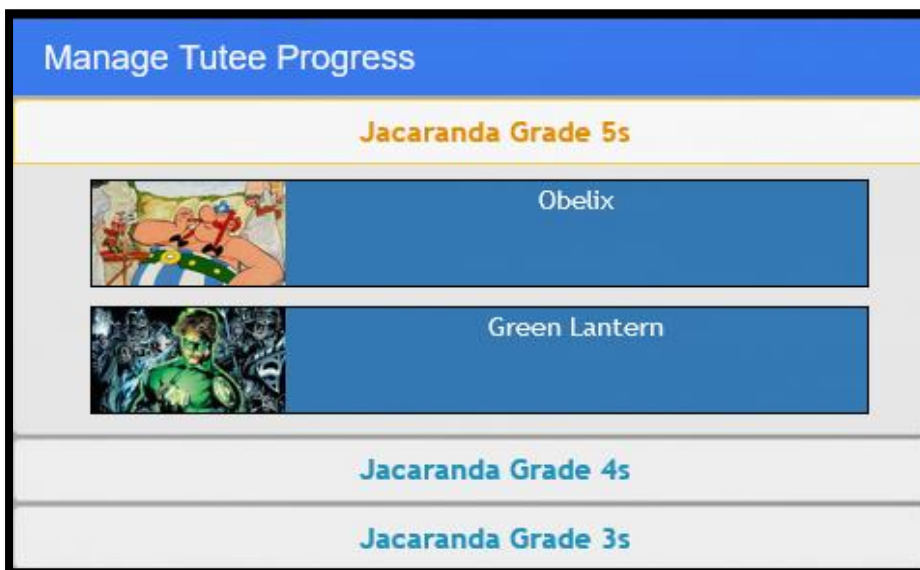 Manage Tutee Progress
Jacaranda Grade 5s
Obelix
Green Lantern
Jacaranda Grade 4s
Jacaranda Grade 3s